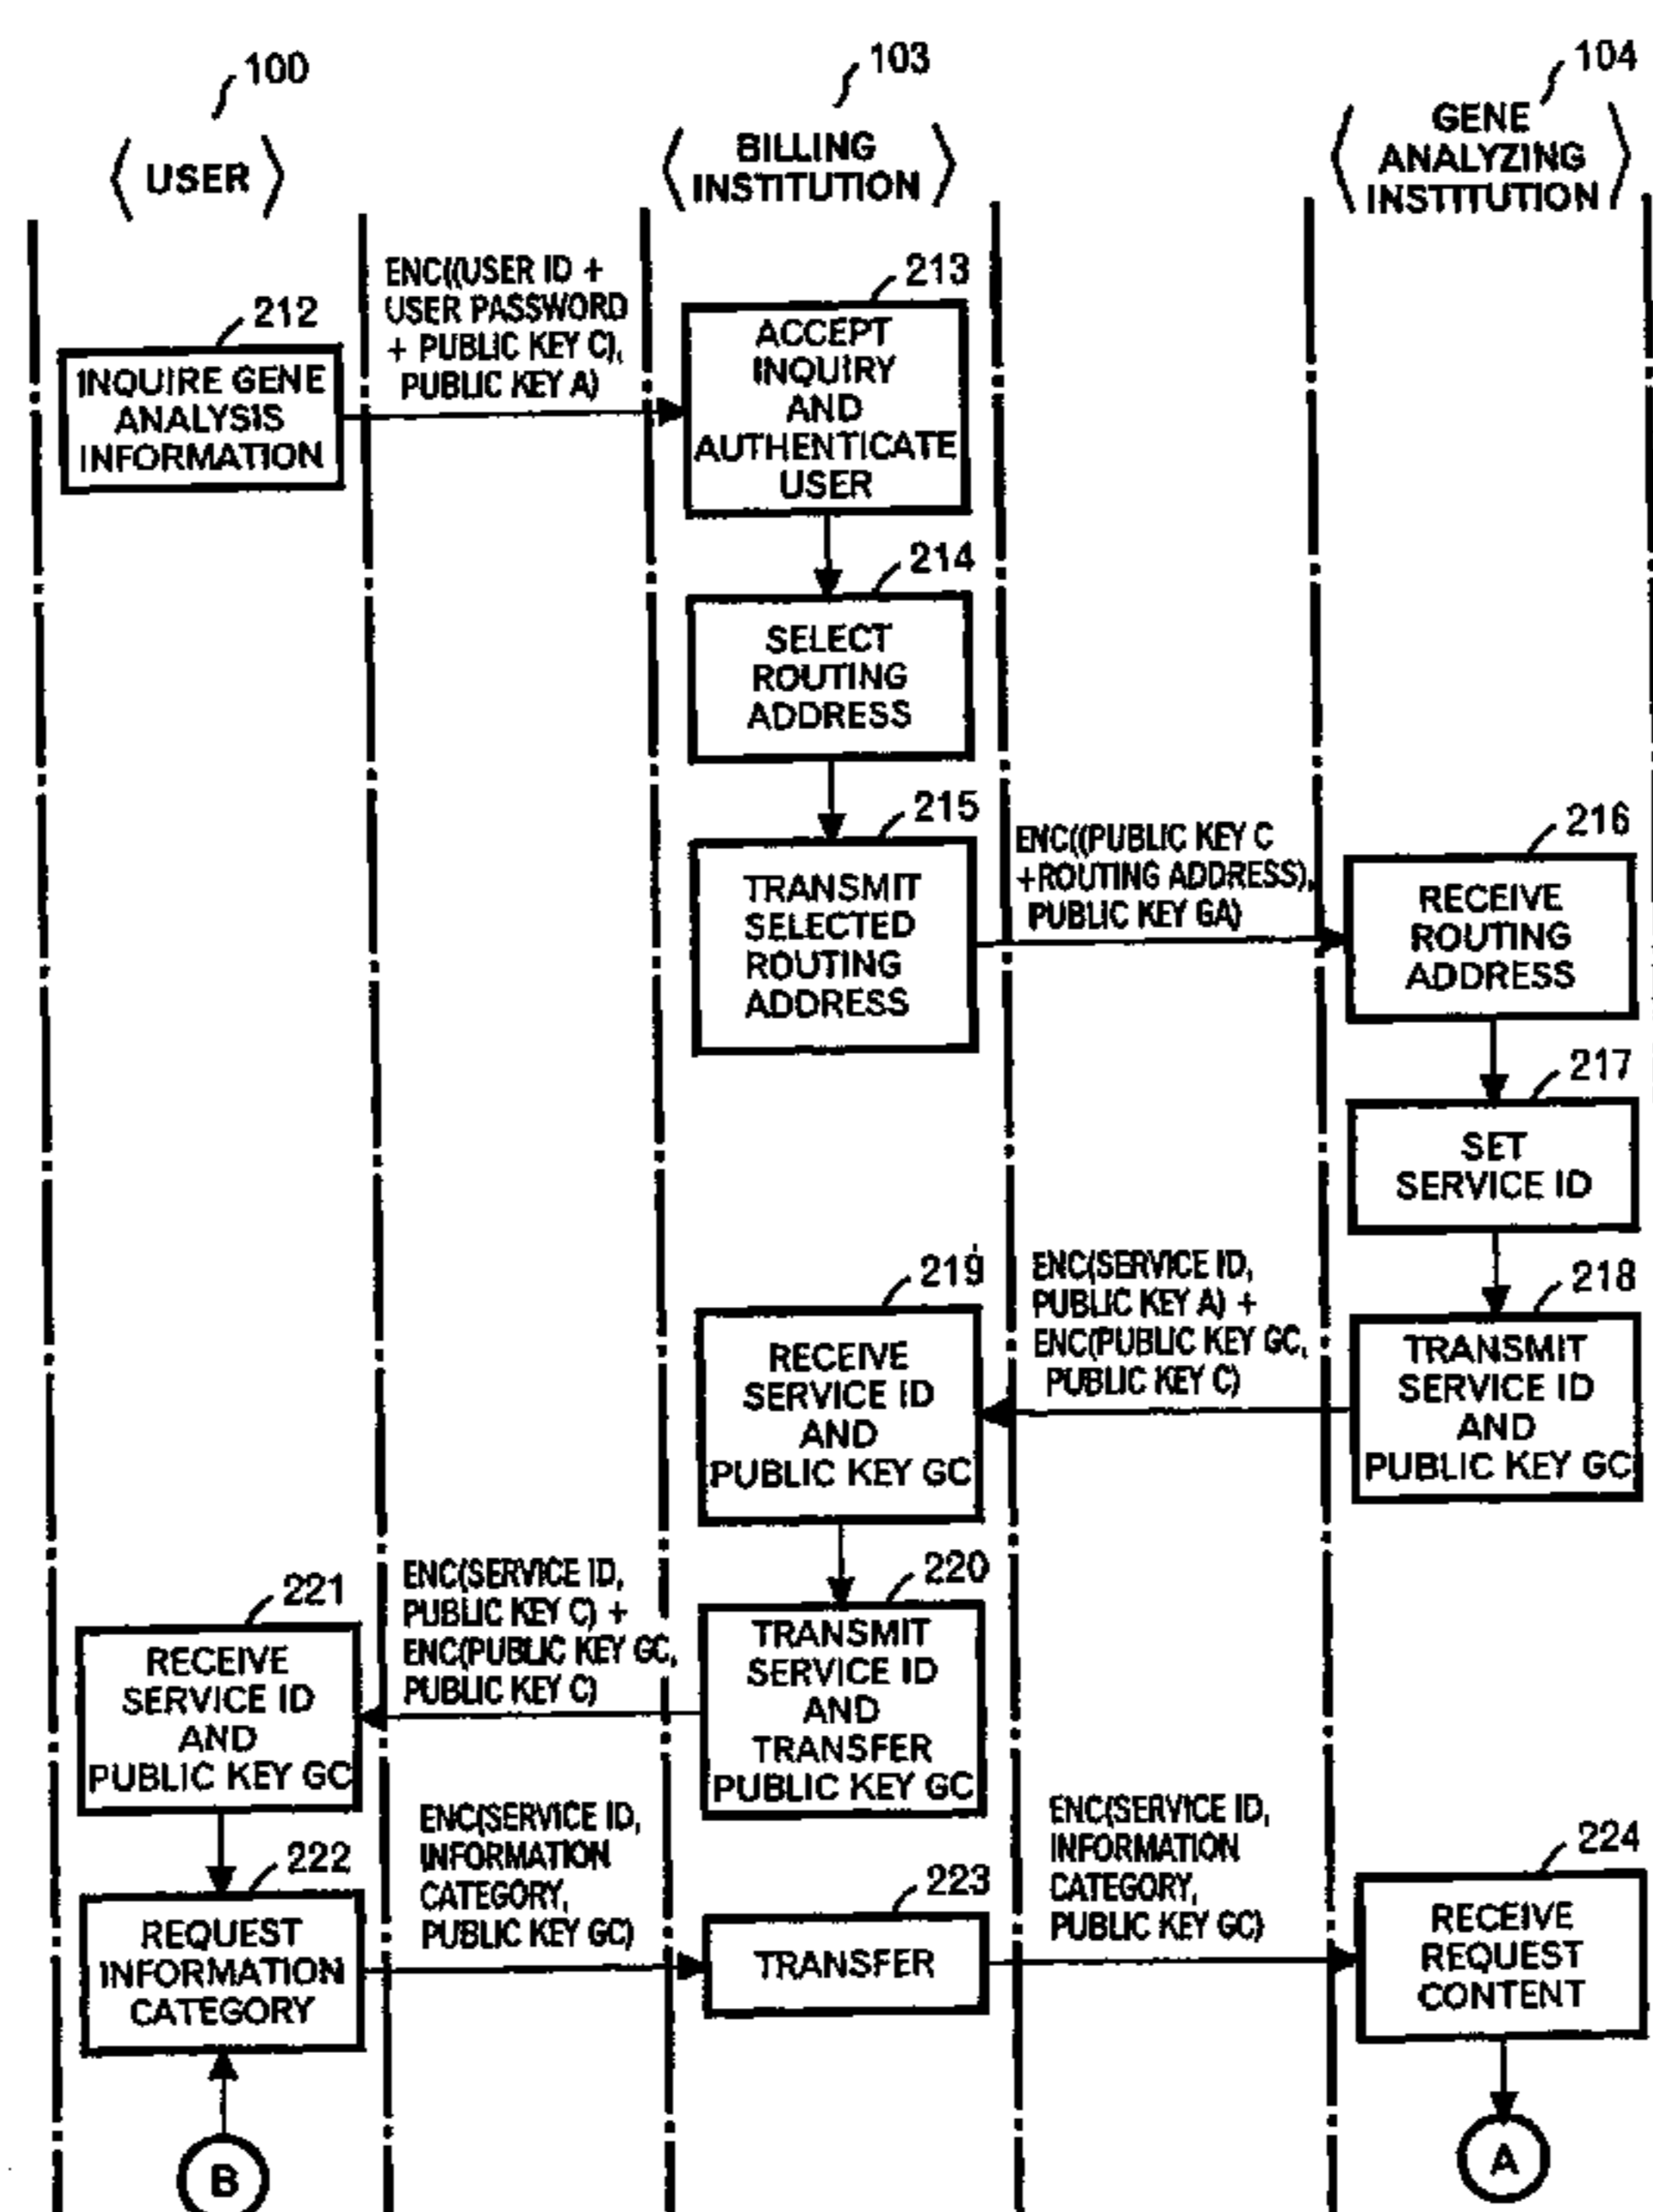 100
USER
103
BILLING
INSTITUTION
104
GENE
ANALYZING
INSTITUTION
212
INQUIRE GENE
ANALYSIS
INFORMATION
ENC((USER ID +
USER PASSWORD
+ PUBLIC KEY C),
PUBLIC KEY A)
213
ACCEPT
INQUIRY
AND
AUTHENTICATE
USER
214
SELECT
ROUTING
ADDRESS
215
TRANSMIT
SELECTED
ROUTING
ADDRESS
ENC((PUBLIC KEY C
+ROUTING ADDRESS),
PUBLIC KEY GA)
216
RECEIVE
ROUTING
ADDRESS
217
SET
SERVICE ID
218
TRANSMIT
SERVICE ID
AND
PUBLIC KEY GC
ENC(SERVICE ID,
PUBLIC KEY A) +
ENC(PUBLIC KEY GC,
PUBLIC KEY C)
219
RECEIVE
SERVICE ID
AND
PUBLIC KEY GC
220
TRANSMIT
SERVICE ID
AND
TRANSFER
PUBLIC KEY GC
ENC(SERVICE ID,
PUBLIC KEY C) +
ENC(PUBLIC KEY GC,
PUBLIC KEY C)
221
RECEIVE
SERVICE ID
AND
PUBLIC KEY GC
222
REQUEST
INFORMATION
CATEGORY
ENC(SERVICE ID,
INFORMATION
CATEGORY,
PUBLIC KEY GC)
223
TRANSFER
ENC(SERVICE ID,
INFORMATION
CATEGORY,
PUBLIC KEY GC)
224
RECEIVE
REQUEST
CONTENT
B
A